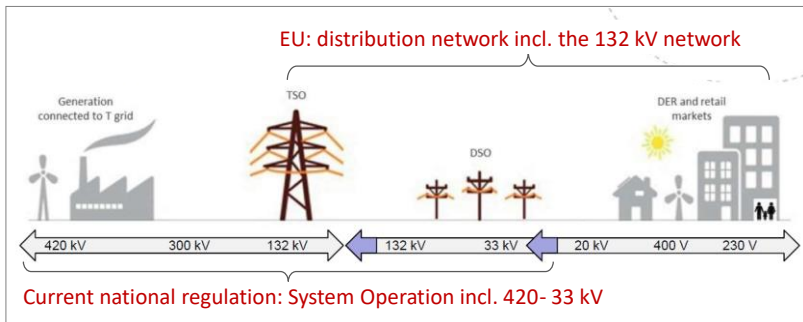 EU: distribution network incl. the 132 kV network
Generation
connected to T grid
TSO
DSO
DER and retail
markets
420 kV 300 kV 132 kV 132 kV 33 kV 20 kV 400 V 230 V
Current national regulation: System Operation incl. 420- 33 kV